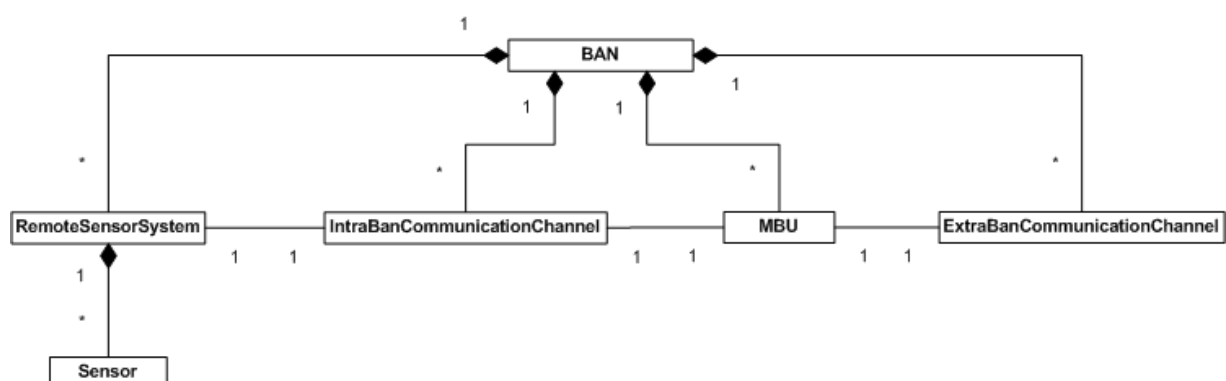 1
BAN
1
1
1
*
*
*
*
RemoteSensorSystem
IntraBanCommunicationChannel
MBU
ExtraBanCommunicationChannel
1
1
1
1
1
1
1
*
Sensor